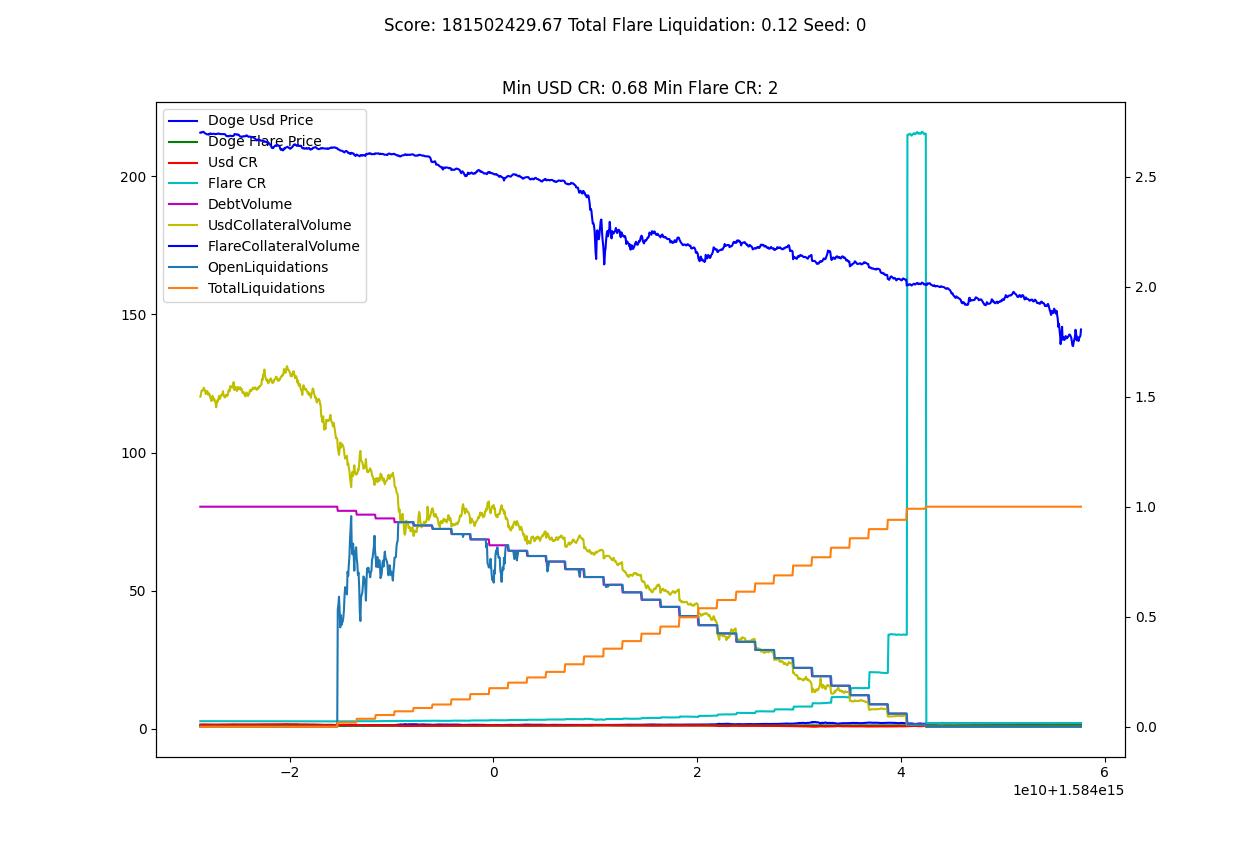 Score: 181502429.67 Total Flare Liquidation: 0.12 Seed: 0
Min USD CR: 0.68 Min Flare CR: 2
Doge Usd Price
Doge Flare Price
Usd CR
Flare CR
DebtVolume
UsdCollateralVolume
FlareCollateralVolume
OpenLiquidations
TotalLiquidations
200
150
100
50
0
2.5
2.0
1.5
1.0
0.5
0.0
−2
0
2
4
6
1e10+1.584e15